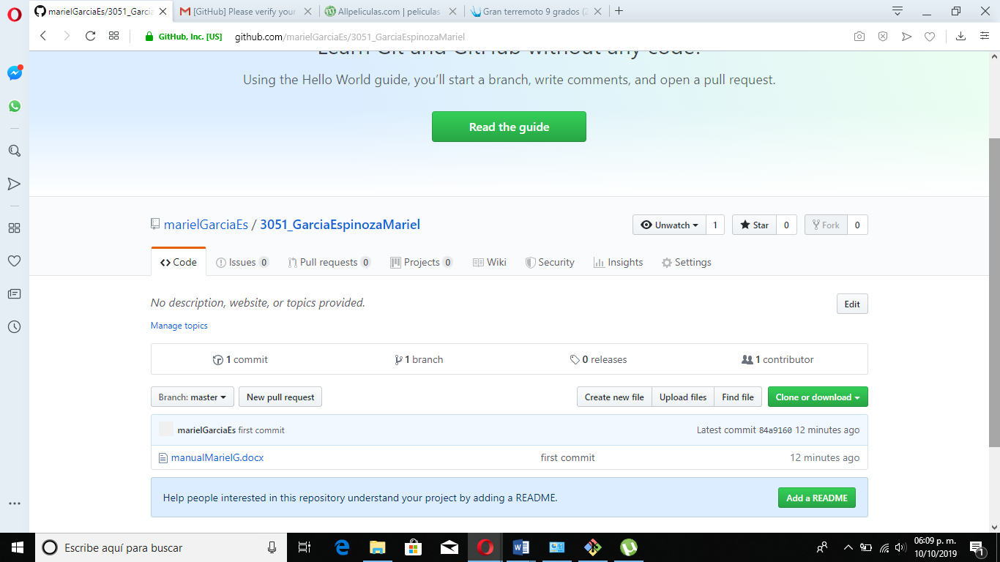 marielGarciaEs/3051_Garcia
[GitHub] Please verify your
Allpeliculas.com | peliculas
Gran terremoto 9 grados (2
GitHub, Inc. [US] github.com/marielGarciaEs/3051_GarciaEspinozaMariel
Learn Git and GitHub without any code!
Using the Hello World guide, you’ll start a branch, write comments, and open a pull request.
Read the guide
marielGarciaEs / 3051_GarciaEspinozaMariel
Unwatch 1 Star 0 Fork 0
Code Issues 0 Pull requests 0 Projects 0 Wiki Security Insights Settings
No description, website, or topics provided.
Edit
Manage topics
1 commit 1 branch 0 releases 1 contributor
Branch: master New pull request Create new file Upload files Find file Clone or download
marielGarciaEs first commit Latest commit 84a9160 12 minutes ago
manualMarielG.docx first commit 12 minutes ago
Help people interested in this repository understand your project by adding a README. Add a README
Escribe aquí para buscar
06:09 p. m.
10/10/2019
1